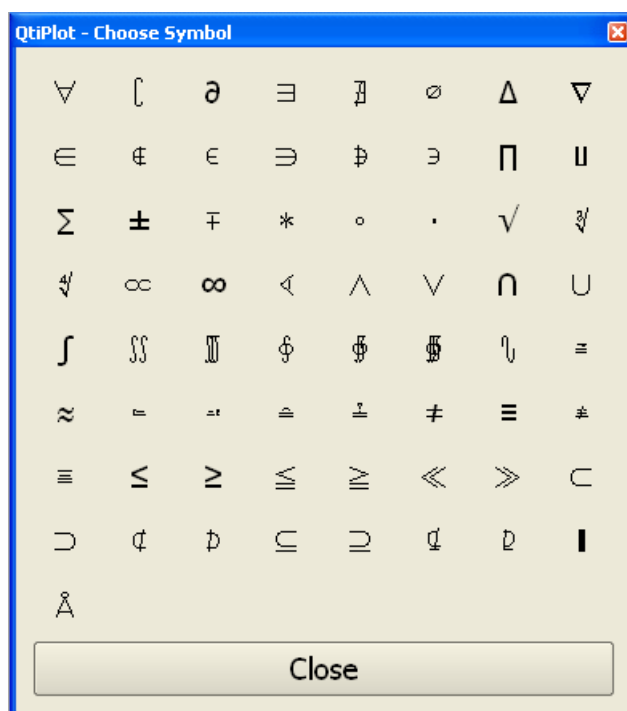 QtiPlot - Choose Symbol
∀ ∁ ∂ ∃ ∄ ∅ ∆ ∇
∈ ∉ ∊ ∋ ∌ ∍ ∏ ∐
∑ ± ∓ ∗ ∘ ∙ √ ∛
∜ ∝ ∞ ∢ ∧ ∨ ∩ ∪
∫ ∬ ∭ ∮ ∯ ∰ ∿
≈ ≠ ≡ ≢
≣ ≤ ≥ ≦ ≧ ≪ ≫ ⊂
⊃ ⊄ ⊅ ⊆ ⊇ ⊈ ⊉
Å
Close